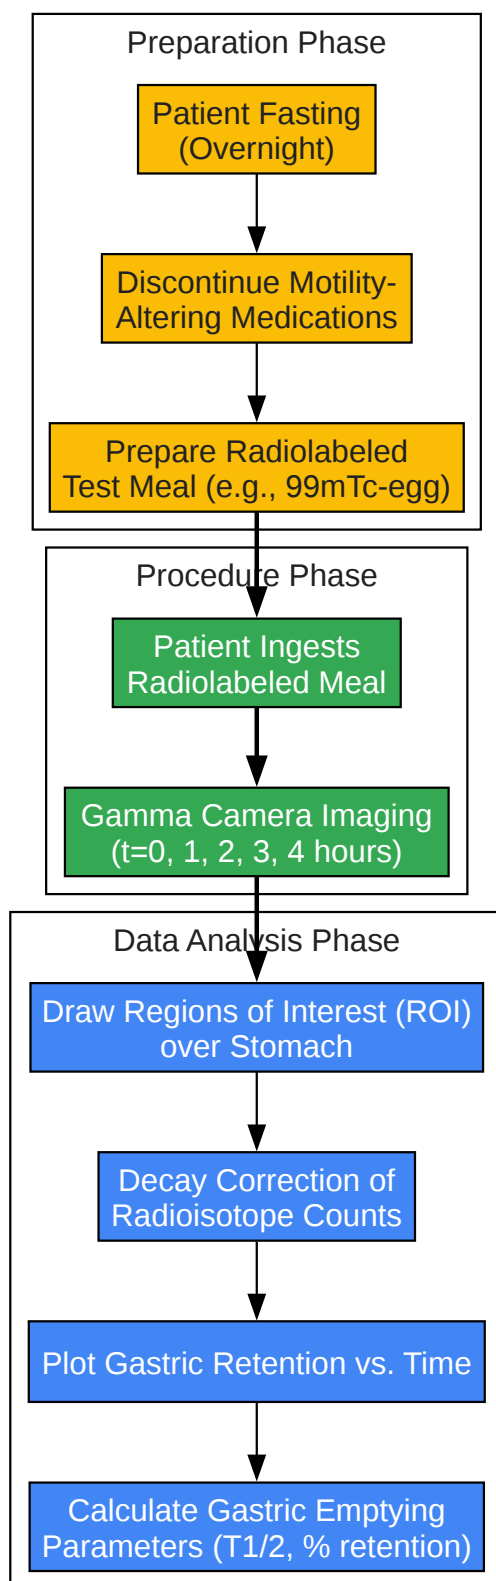 Preparation Phase
Patient Fasting
(Overnight)
Discontinue Motility-
Altering Medications
Prepare Radiolabeled
Test Meal (e.g., 99mTc-egg)
Procedure Phase
Patient Ingests
Radiolabeled Meal
Gamma Camera Imaging
(t=0, 1, 2, 3, 4 hours)
Data Analysis Phase
Draw Regions of Interest (ROI)
over Stomach
Decay Correction of
Radioisotope Counts
Plot Gastric Retention vs. Time
Calculate Gastric Emptying
Parameters (T1/2, % retention)